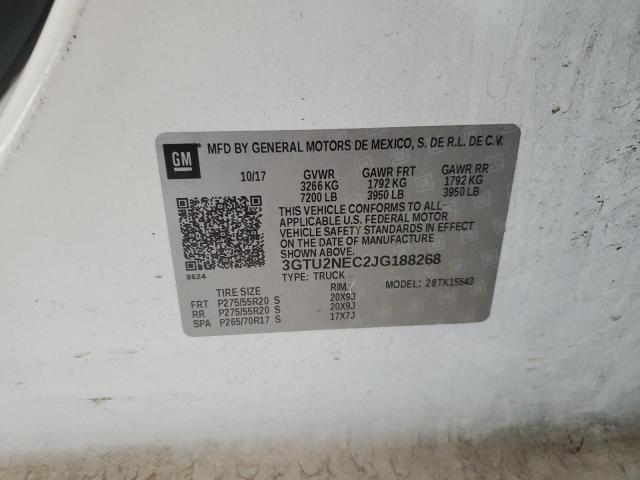 MFD BY GENERAL MOTORS DE MEXICO, S. DE R.L. DE C.V.
GM
10/17 GVWR GAWR FRT GAWR RR
3266 KG 1792 KG 1792 KG
7200 LB 3950 LB 3950 LB
THIS VEHICLE CONFORMS TO ALL
APPLICABLE U.S. FEDERAL MOTOR
VEHICLE SAFETY STANDARDS IN EFFECT
ON THE DATE OF MANUFACTURE
SHOWN ABOVE.
3GTU2NEC2JG188268
8624
TYPE: TRUCK MODEL: 28TK15543
TIRE SIZE RIM:
FRT P275/55R20 S 20X9J
RR P275/55R20 S 20X9J
SPA P265/70R17 S 17X7J